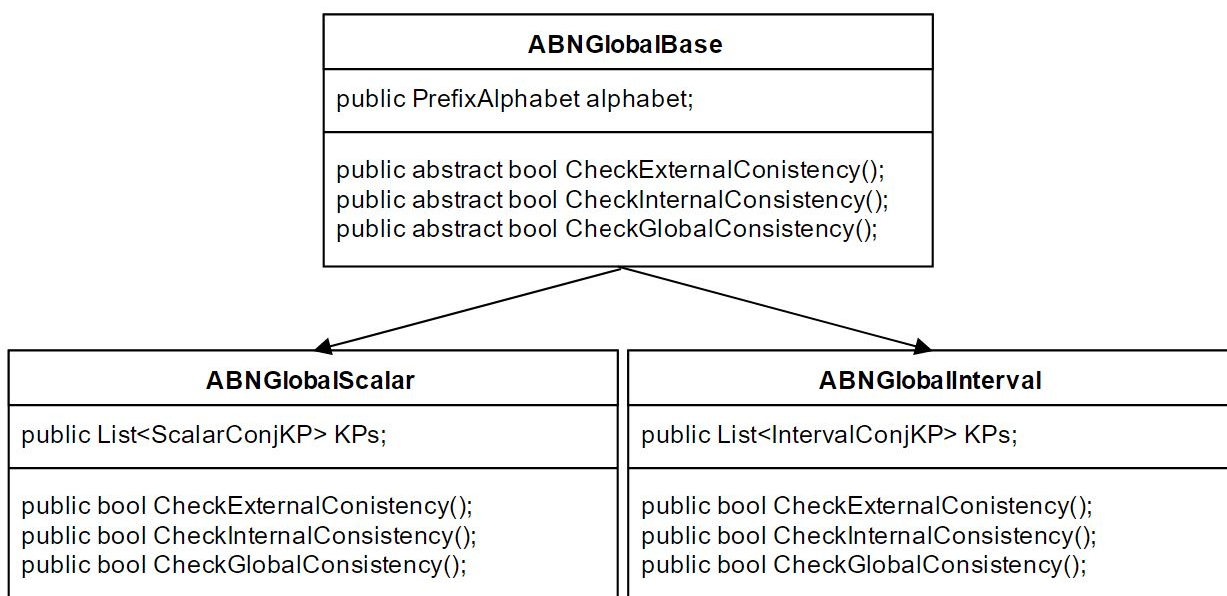 ABNGlobalBase
public PrefixAlphabet alphabet;
public abstract bool CheckExternalConistency();
public abstract bool CheckInternalConsistency();
public abstract bool CheckGlobalConsistency();
ABNGlobalScalar
public List<ScalarConjKP> KPs;
public bool CheckExternalConistency();
public bool CheckInternalConsistency();
public bool CheckGlobalConsistency();
ABNGlobalInterval
public List<IntervalConjKP> KPs;
public bool CheckExternalConistency();
public bool CheckInternalConsistency();
public bool CheckGlobalConsistency();